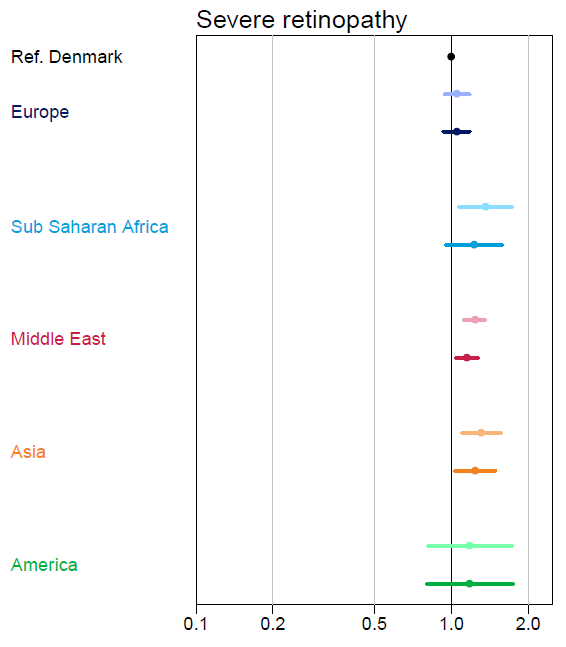 Severe retinopathy
Ref. Denmark
Europe
Sub Saharan Africa
Middle East
Asia
America
0.1 0.2 0.5 1.0 2.0